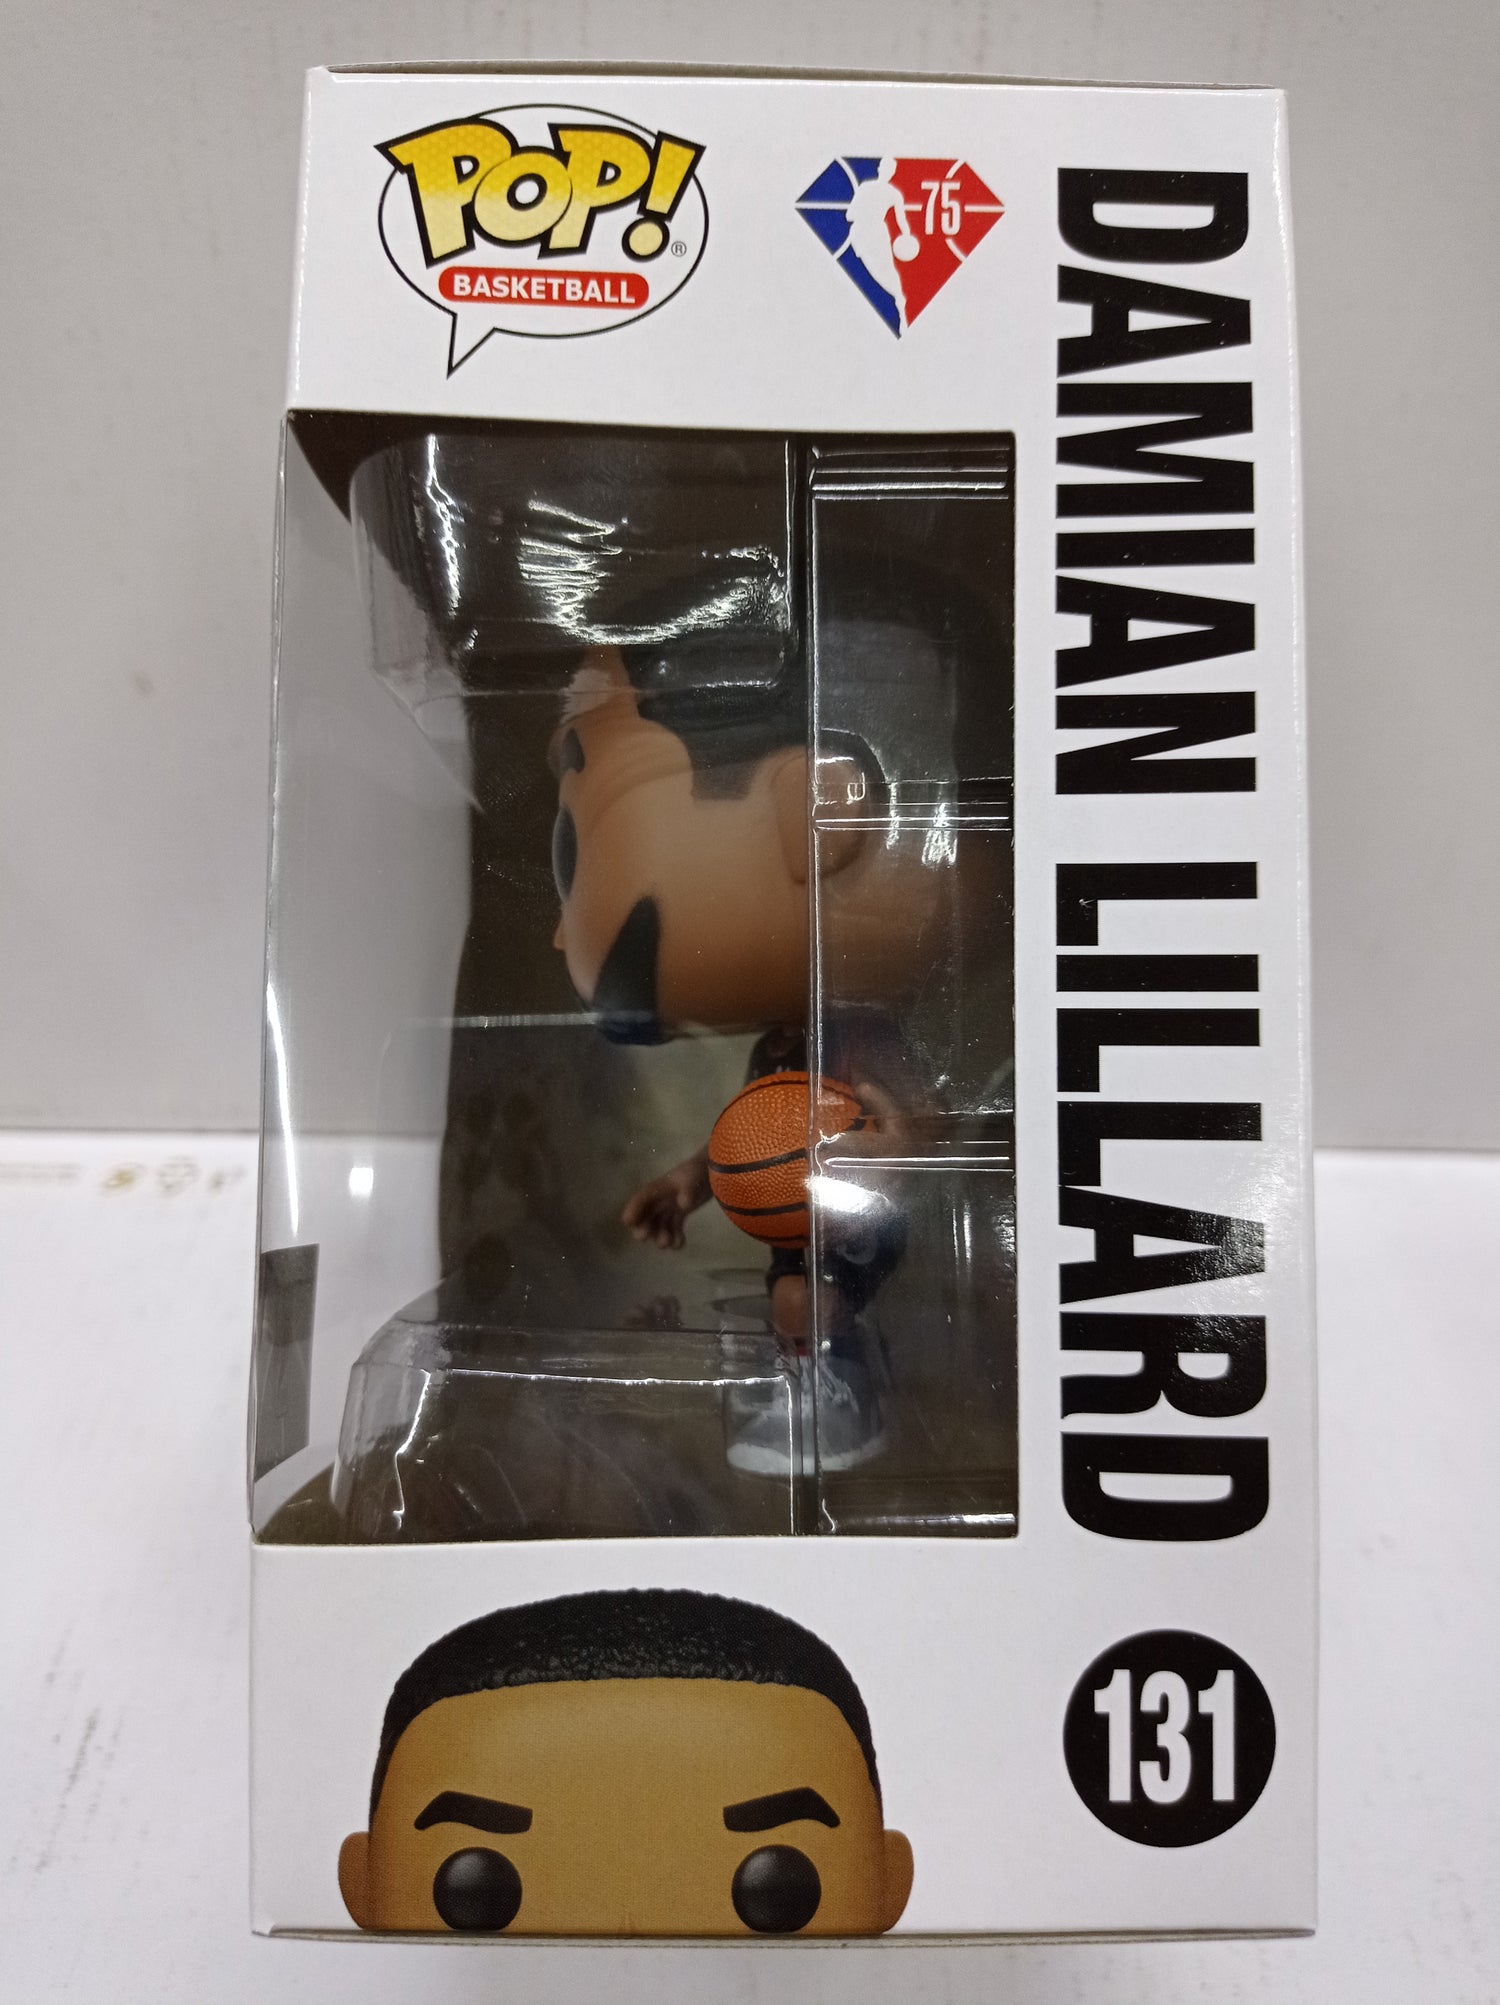 POP! ®
BASKETBALL
75
DAMIAN LILLARD
131